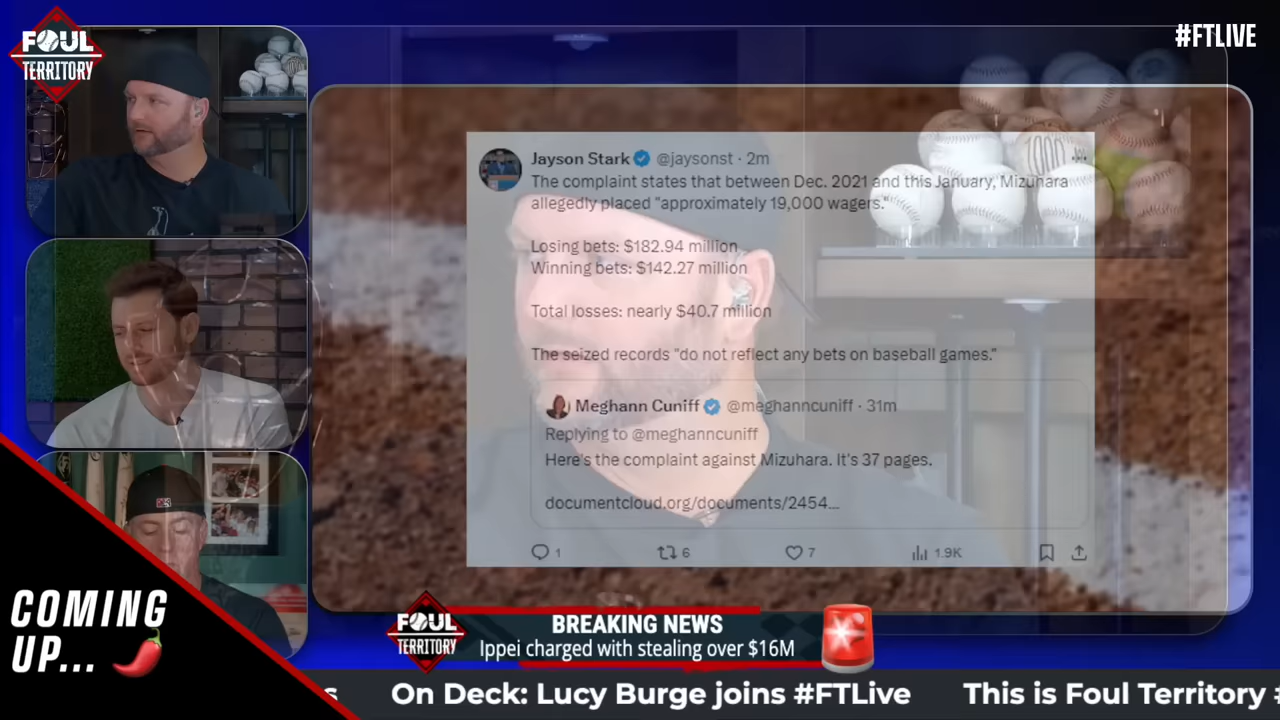 FOUL
TERRITORY
#FTLIVE
Jayson Stark @jaysonst · 2m
The complaint states that between Dec. 2021 and this January, Mizuhara
allegedly placed "approximately 19,000 wagers."
Losing bets: $182.94 million
Winning bets: $142.27 million
Total losses: nearly $40.7 million
The seized records "do not reflect any bets on baseball games."
Meghann Cuniff @meghanncuniff · 31m
Replying to @meghanncuniff
Here's the complaint against Mizuhara. It's 37 pages.
documentcloud.org/documents/2454...
1 6 7 1.9K
COMING
UP...
FOUL
TERRITORY
BREAKING NEWS
Ippei charged with stealing over $16M
s On Deck: Lucy Burge joins #FTLive This is Foul Territory #